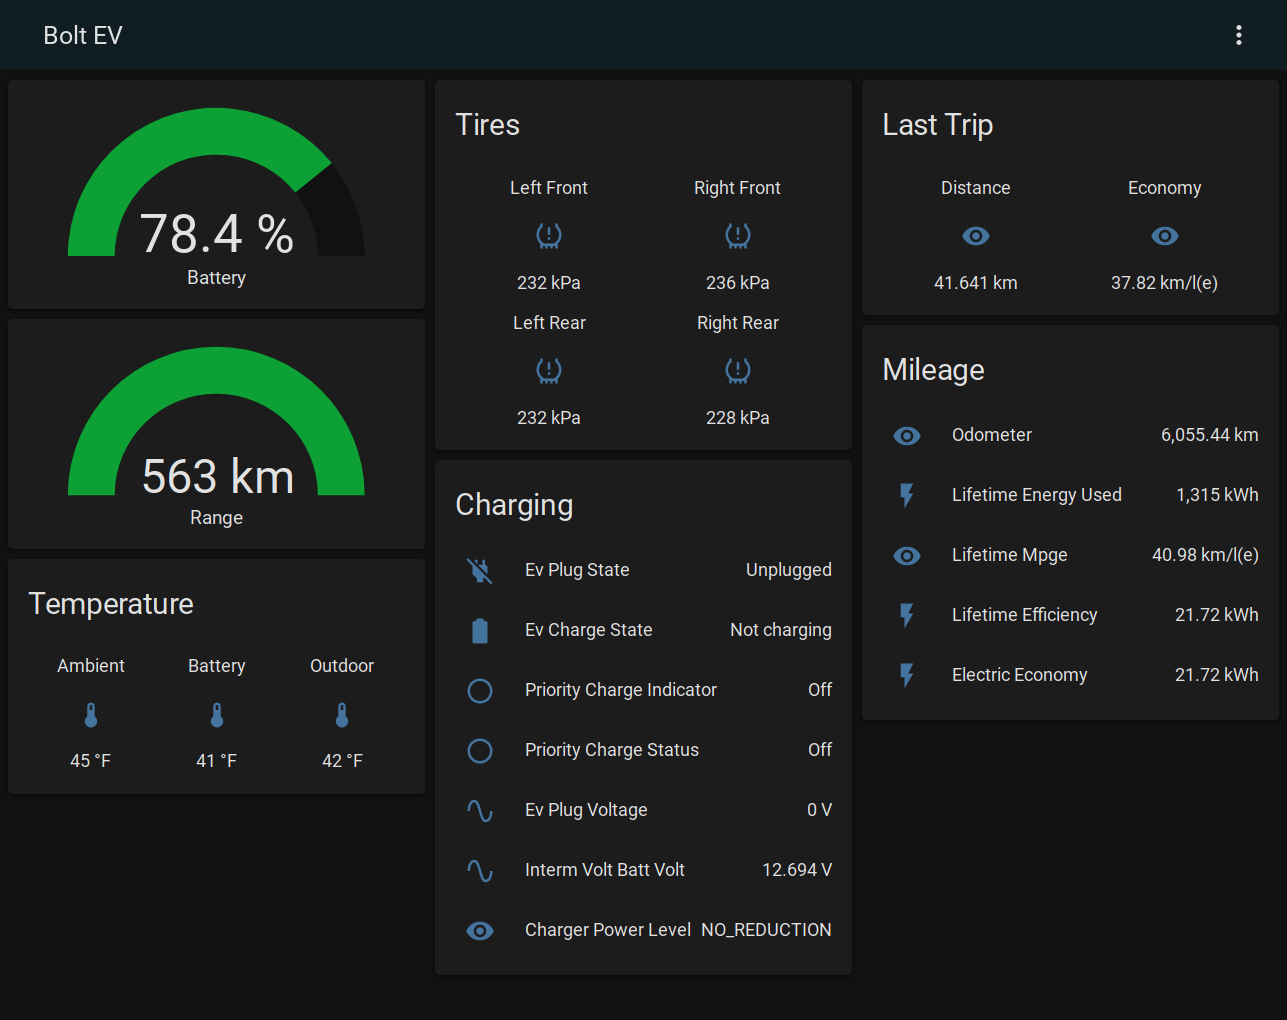 Bolt EV
78.4 %
Battery
563 km
Range
Temperature
Ambient Battery Outdoor
45 °F 41 °F 42 °F
Tires
Left Front Right Front
232 kPa 236 kPa
Left Rear Right Rear
232 kPa 228 kPa
Charging
Ev Plug State Unplugged
Ev Charge State Not charging
Priority Charge Indicator Off
Priority Charge Status Off
Ev Plug Voltage 0 V
Interm Volt Batt Volt 12.694 V
Charger Power Level NO_REDUCTION
Last Trip
Distance Economy
41.641 km 37.82 km/l(e)
Mileage
Odometer 6,055.44 km
Lifetime Energy Used 1,315 kWh
Lifetime Mpge 40.98 km/l(e)
Lifetime Efficiency 21.72 kWh
Electric Economy 21.72 kWh